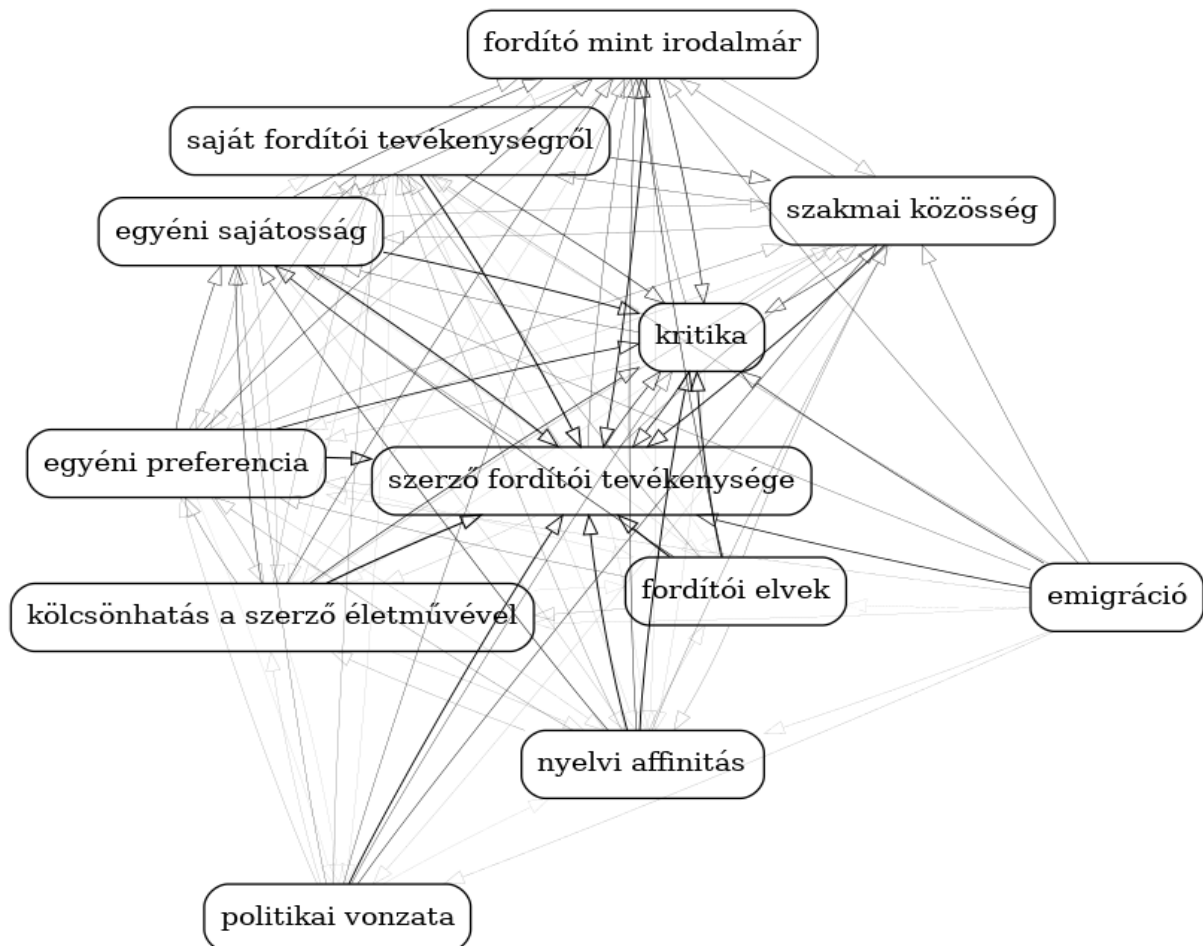 fordító mint irodalmár
saját fordítói tevékenységről
szakmai közösség
egyéni sajátosság
kritika
egyéni preferencia
szerző fordítói tevékenysége
fordítói elvek
emigráció
kölcsönhatás a szerző életművével
nyelvi affinitás
politikai vonzata